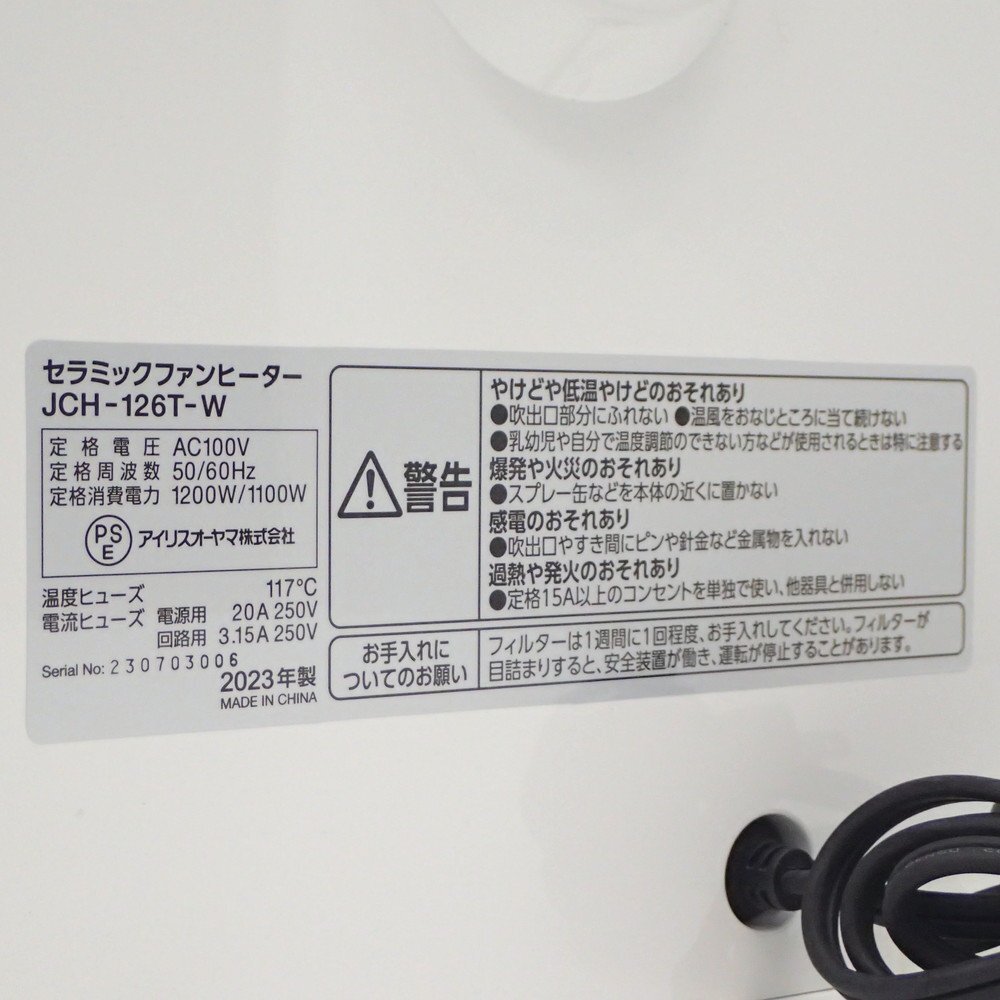 セラミックファンヒーター
JCH-126T-W
定格電圧 AC100V
定格周波数 50/60Hz
定格消費電力 1200W/1100W
PSE アイリスオーヤマ株式会社
温度ヒューズ 117℃
電流ヒューズ 電源用 20A 250V
回路用 3.15A 250V
Serial No: 230703006
2023年製
MADE IN CHINA
警告
やけどや低温やけどのおそれあり
●吹出口部分にふれない ●温風をおなじところに当て続けない
●乳幼児や自分で温度調節のできない方などが使用されるときは特に注意する
爆発や火災のおそれあり
●スプレー缶などを本体の近くに置かない
感電のおそれあり
●吹出口やすき間にピンや針金など金属物を入れない
過熱や発火のおそれあり
●定格15A以上のコンセントを単独で使い、他器具と併用しない
お手入れに
ついてのお願い
フィルターは1週間に1回程度、お手入れしてください。フィルターが
目詰まりすると、安全装置が働き、運転が停止することがあります。